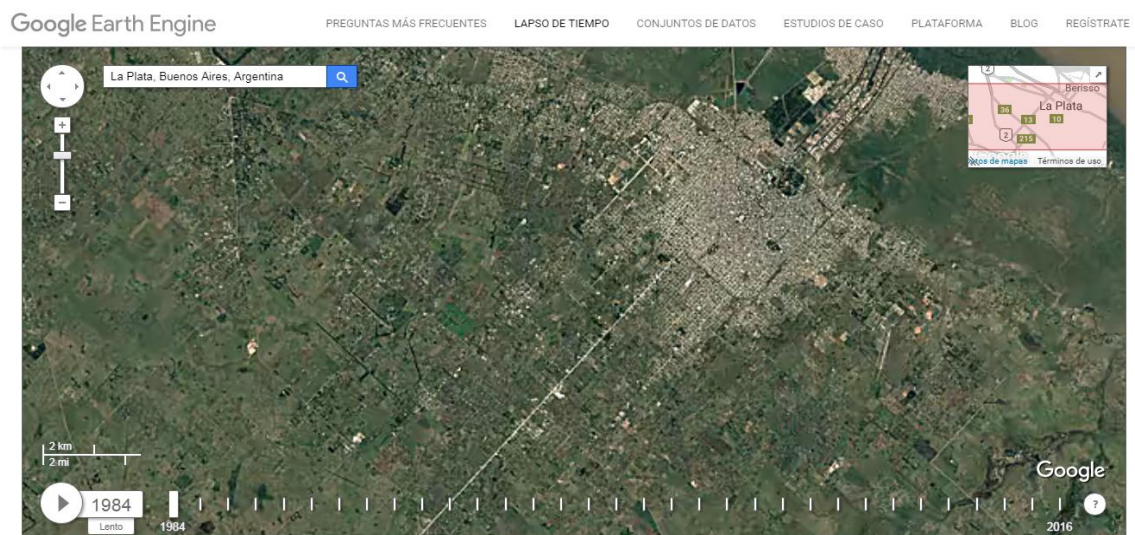 Google Earth Engine
PREGUNTAS MÁS FRECUENTES LAPSO DE TIEMPO CONJUNTOS DE DATOS ESTUDIOS DE CASO PLATAFORMA BLOG REGÍSTRATE
La Plata, Buenos Aires, Argentina
2
Berisso
La Plata
36
13
10
2
215
de mapas Términos de uso
2 km
2 mi
Google
1984
Lento
1984
2016
?